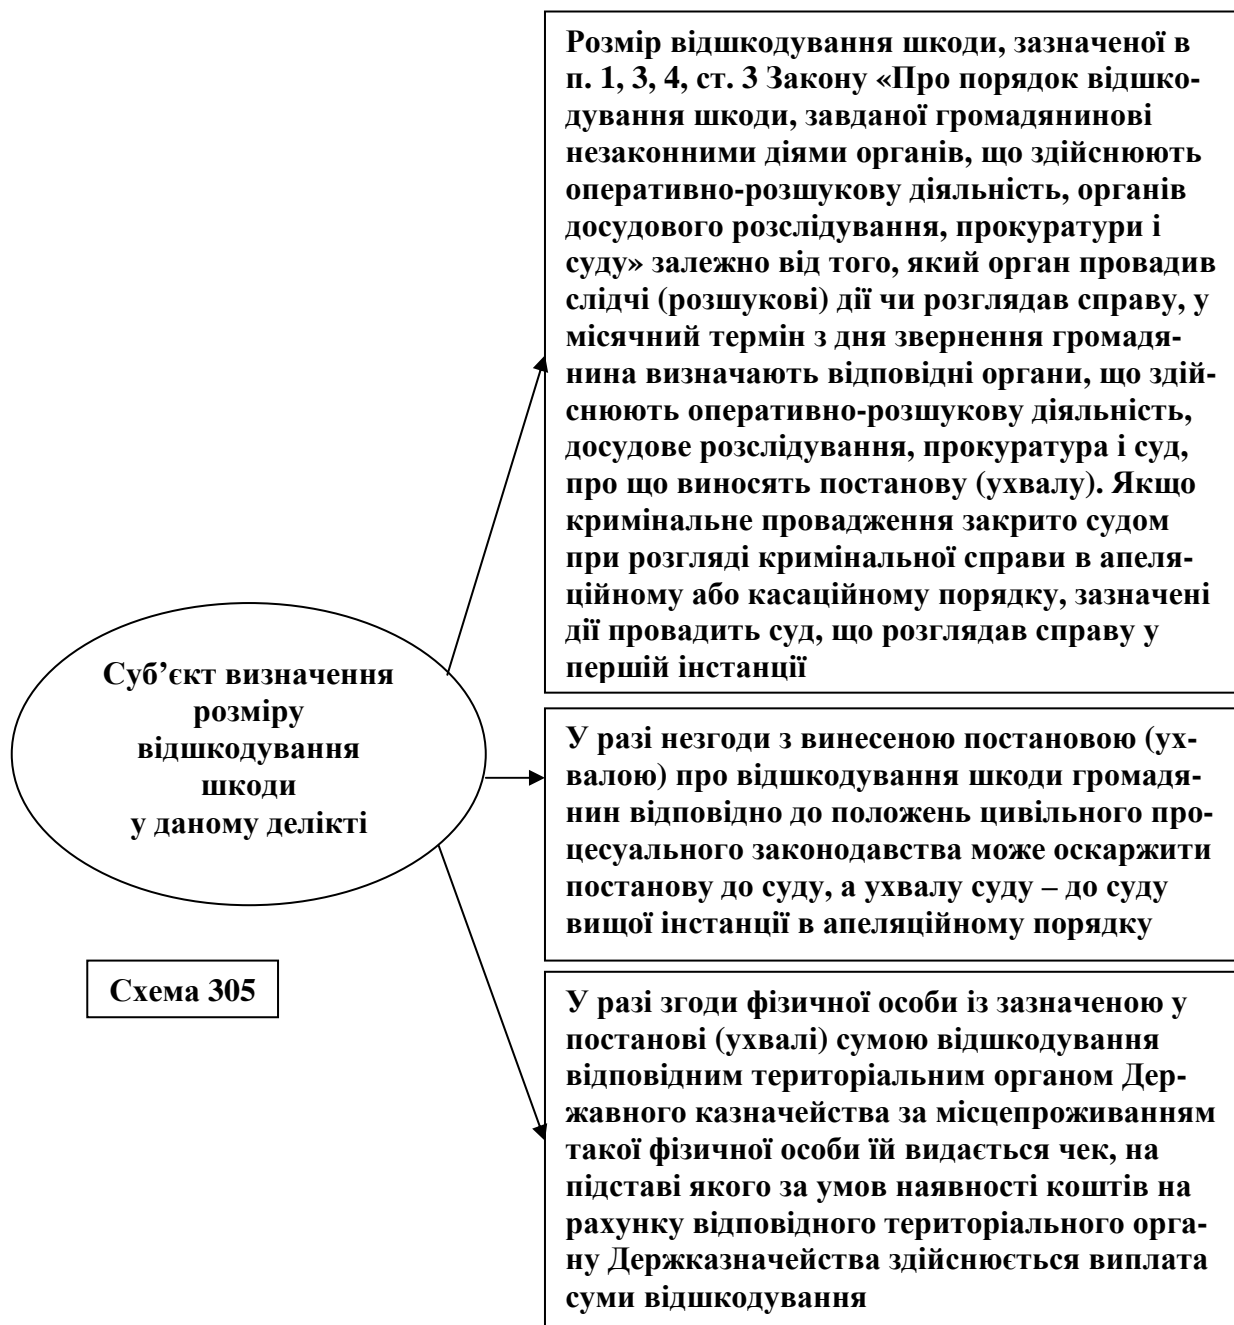 Розмір відшкодування шкоди, зазначеної в
п. 1, 3, 4, ст. 3 Закону «Про порядок відшко-
дування шкоди, завданої громадянинові
незаконними діями органів, що здійснюють
оперативно-розшукову діяльність, органів
досудового розслідування, прокуратури і
суду» залежно від того, який орган провадив
слідчі (розшукові) дії чи розглядав справу, у
місячний термін з дня звернення громадя-
нина визначають відповідні органи, що здій-
снюють оперативно-розшукову діяльність,
досудове розслідування, прокуратура і суд,
про що виносять постанову (ухвалу). Якщо
кримінальне провадження закрито судом
при розгляді кримінальної справи в апеля-
ційному або касаційному порядку, зазначені
дії провадить суд, що розглядав справу у
першій інстанції
Суб’єкт визначення
розміру
відшкодування
шкоди
у даному делікті
У разі незгоди з винесеною постановою (ух-
валою) про відшкодування шкоди громадя-
нин відповідно до положень цивільного про-
цесуального законодавства може оскаржити
постанову до суду, а ухвалу суду – до суду
вищої інстанції в апеляційному порядку
Схема 305
У разі згоди фізичної особи із зазначеною у
постанові (ухвалі) сумою відшкодування
відповідним територіальним органом Дер-
жавного казначейства за місцепроживанням
такої фізичної особи їй видається чек, на
підставі якого за умов наявності коштів на
рахунку відповідного територіального орга-
ну Держказначейства здійснюється виплата
суми відшкодування